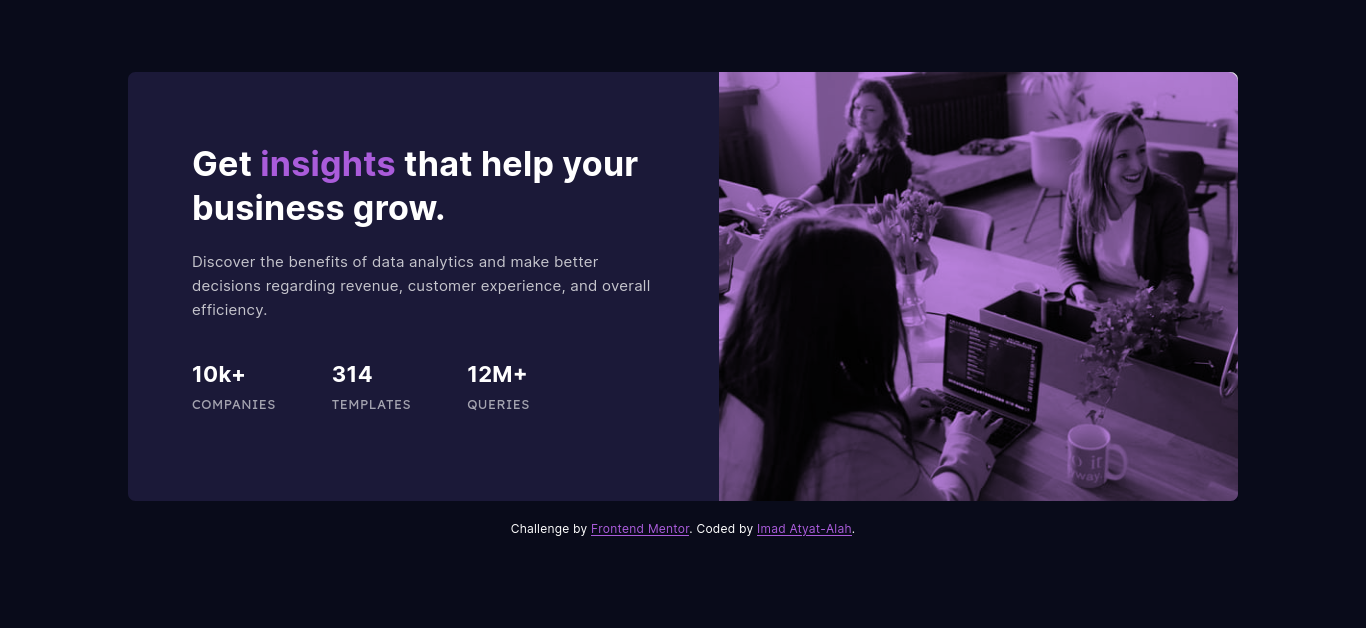 Get insights that help your
business grow.
Discover the benefits of data analytics and make better
decisions regarding revenue, customer experience, and overall
efficiency.
10k+ 314 12M+
COMPANIES TEMPLATES QUERIES
Challenge by Frontend Mentor. Coded by Imad Atyat-Alah.